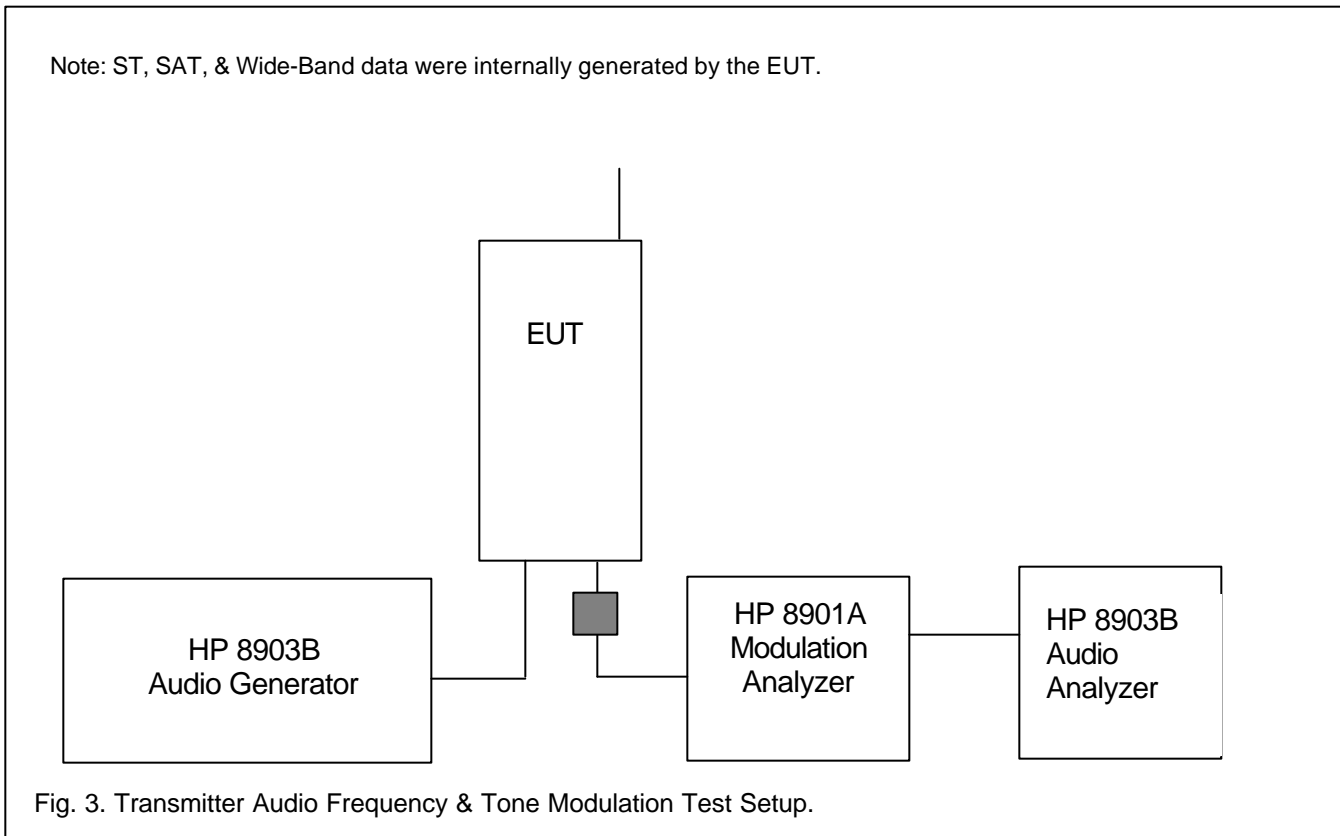 Note: ST, SAT, & Wide-Band data were internally generated by the EUT.
EUT
HP 8903B
Audio Generator
HP 8901A
Modulation
Analyzer
HP 8903B
Audio
Analyzer
Fig. 3. Transmitter Audio Frequency & Tone Modulation Test Setup.